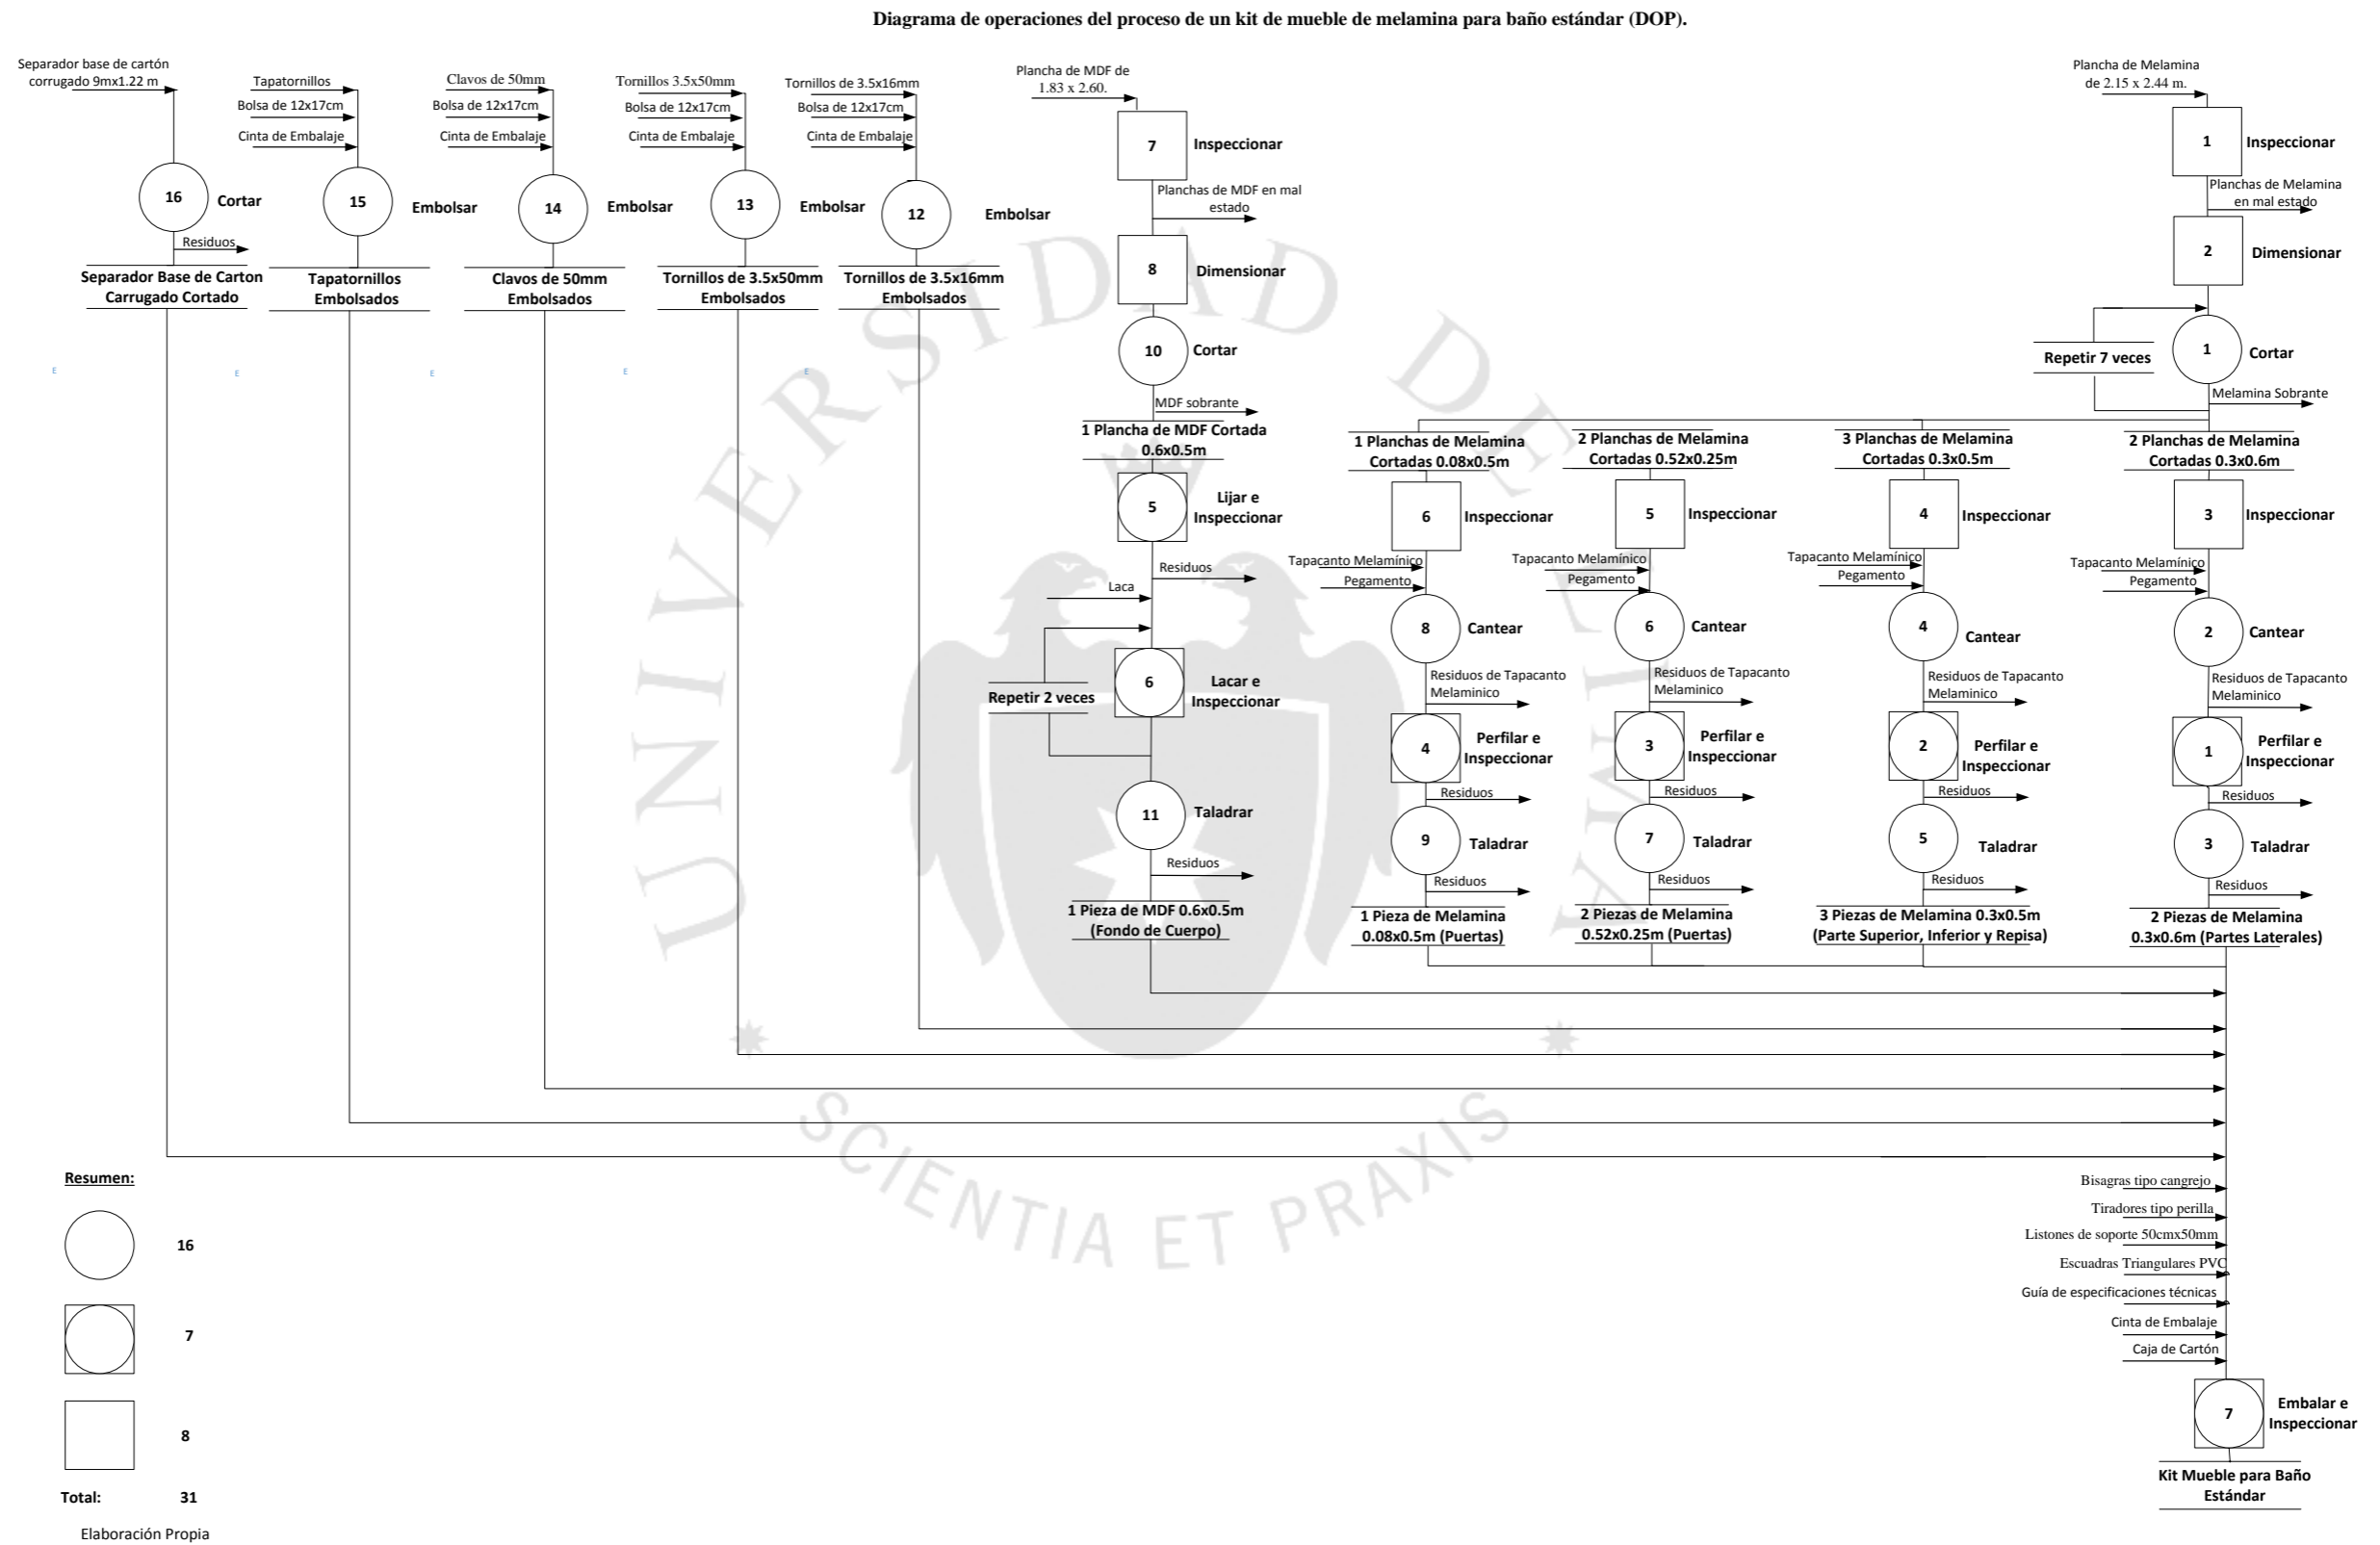 Diagrama de operaciones del proceso de un kit de mueble de melamina para baño estándar (DOP).
Separador base de cartón
corrugado 9mx1.22 m
16
Cortar
Residuos
Separador Base de Carton
Carrugado Cortado
Tapatornillos
Bolsa de 12x17cm
Cinta de Embalaje
15
Embolsar
Tapatornillos
Embolsados
Clavos de 50mm
Bolsa de 12x17cm
Cinta de Embalaje
14
Embolsar
Clavos de 50mm
Embolsados
Tornillos 3.5x50mm
Bolsa de 12x17cm
Cinta de Embalaje
13
Embolsar
Tornillos de 3.5x50mm
Embolsados
Tornillos de 3.5x16mm
Bolsa de 12x17cm
Cinta de Embalaje
12
Embolsar
Tornillos de 3.5x16mm
Embolsados
E
E
E
E
E
Plancha de MDF de
1.83 x 2.60.
7
Inspeccionar
Planchas de MDF en mal
estado
8
Dimensionar
10
Cortar
MDF sobrante
1 Plancha de MDF Cortada
0.6x0.5m
5
Lijar e
Inspeccionar
Residuos
Laca
6
Lacar e
Inspeccionar
Repetir 2 veces
11
Taladrar
Residuos
1 Pieza de MDF 0.6x0.5m
(Fondo de Cuerpo)
Plancha de Melamina
de 2.15 x 2.44 m.
1
Inspeccionar
Planchas de Melamina
en mal estado
2
Dimensionar
1
Cortar
Repetir 7 veces
Melamina Sobrante
1 Planchas de Melamina
Cortadas 0.08x0.5m
6
Inspeccionar
Tapacanto Melamínico
Pegamento
8
Cantear
Residuos de Tapacanto
Melaminico
4
Perfilar e
Inspeccionar
Residuos
9
Taladrar
Residuos
1 Pieza de Melamina
0.08x0.5m (Puertas)
2 Planchas de Melamina
Cortadas 0.52x0.25m
5
Inspeccionar
Tapacanto Melamínico
Pegamento
6
Cantear
Residuos de Tapacanto
Melaminico
3
Perfilar e
Inspeccionar
Residuos
7
Taladrar
Residuos
2 Piezas de Melamina
0.52x0.25m (Puertas)
3 Planchas de Melamina
Cortadas 0.3x0.5m
4
Inspeccionar
Tapacanto Melamínico
Pegamento
4
Cantear
Residuos de Tapacanto
Melaminico
2
Perfilar e
Inspeccionar
Residuos
5
Taladrar
Residuos
3 Piezas de Melamina 0.3x0.5m
(Parte Superior, Inferior y Repisa)
2 Planchas de Melamina
Cortadas 0.3x0.6m
3
Inspeccionar
Tapacanto Melamínico
Pegamento
2
Cantear
Residuos de Tapacanto
Melaminico
1
Perfilar e
Inspeccionar
Residuos
3
Taladrar
Residuos
2 Piezas de Melamina
0.3x0.6m (Partes Laterales)
Bisagras tipo cangrejo
Tiradores tipo perilla
Listones de soporte 50cmx50mm
Escuadras Triangulares PVC
Guía de especificaciones técnicas
Cinta de Embalaje
Caja de Cartón
7
Embalar e
Inspeccionar
Kit Mueble para Baño
Estándar
Resumen:
16
7
8
Total: 31
Elaboración Propia
UNIVERSIDAD DE LIMA
SCIENTIA ET PRAXIS